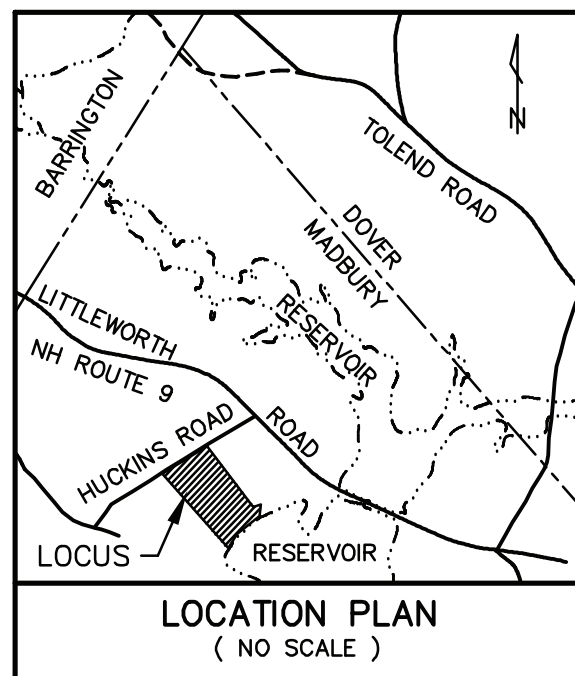 BARRINGTON
N
TOLEND ROAD
DOVER
MADBURY
RESERVOIR
LITTLEWORTH ROAD
NH ROUTE 9
HUCKINS ROAD
LOCUS
RESERVOIR
LOCATION PLAN
( NO SCALE )